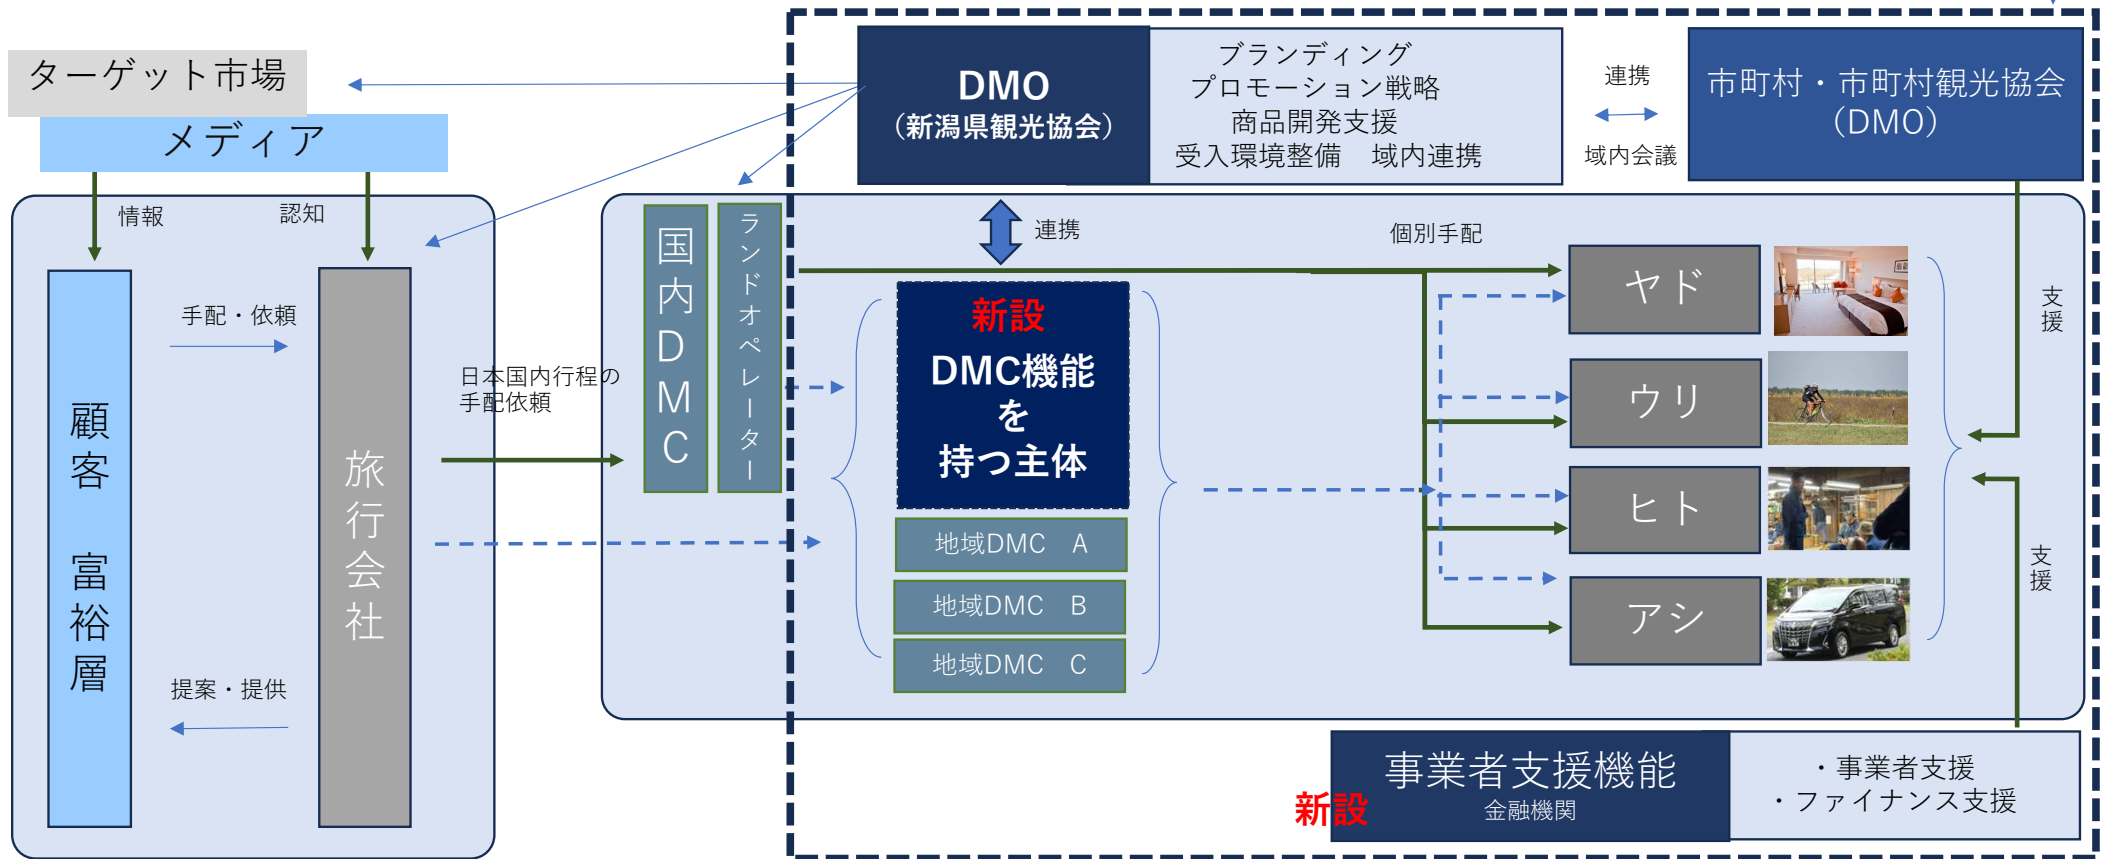 ターゲット市場
メディア
情報
認知
顧客 富裕層
手配・依頼
提案・提供
旅行会社
日本国内行程の
手配依頼
DMO
(新潟県観光協会)
ブランディング
プロモーション戦略
商品開発支援
受入環境整備 域内連携
連携
域内会議
市町村・市町村観光協会
(DMO)
国内DMC
ランドオペレーター
連携
個別手配
新設
DMC機能
を
持つ主体
地域DMC A
地域DMC B
地域DMC C
ヤド
ウリ
ヒト
アシ
支援
支援
新設
事業者支援機能
金融機関
・事業者支援
・ファイナンス支援